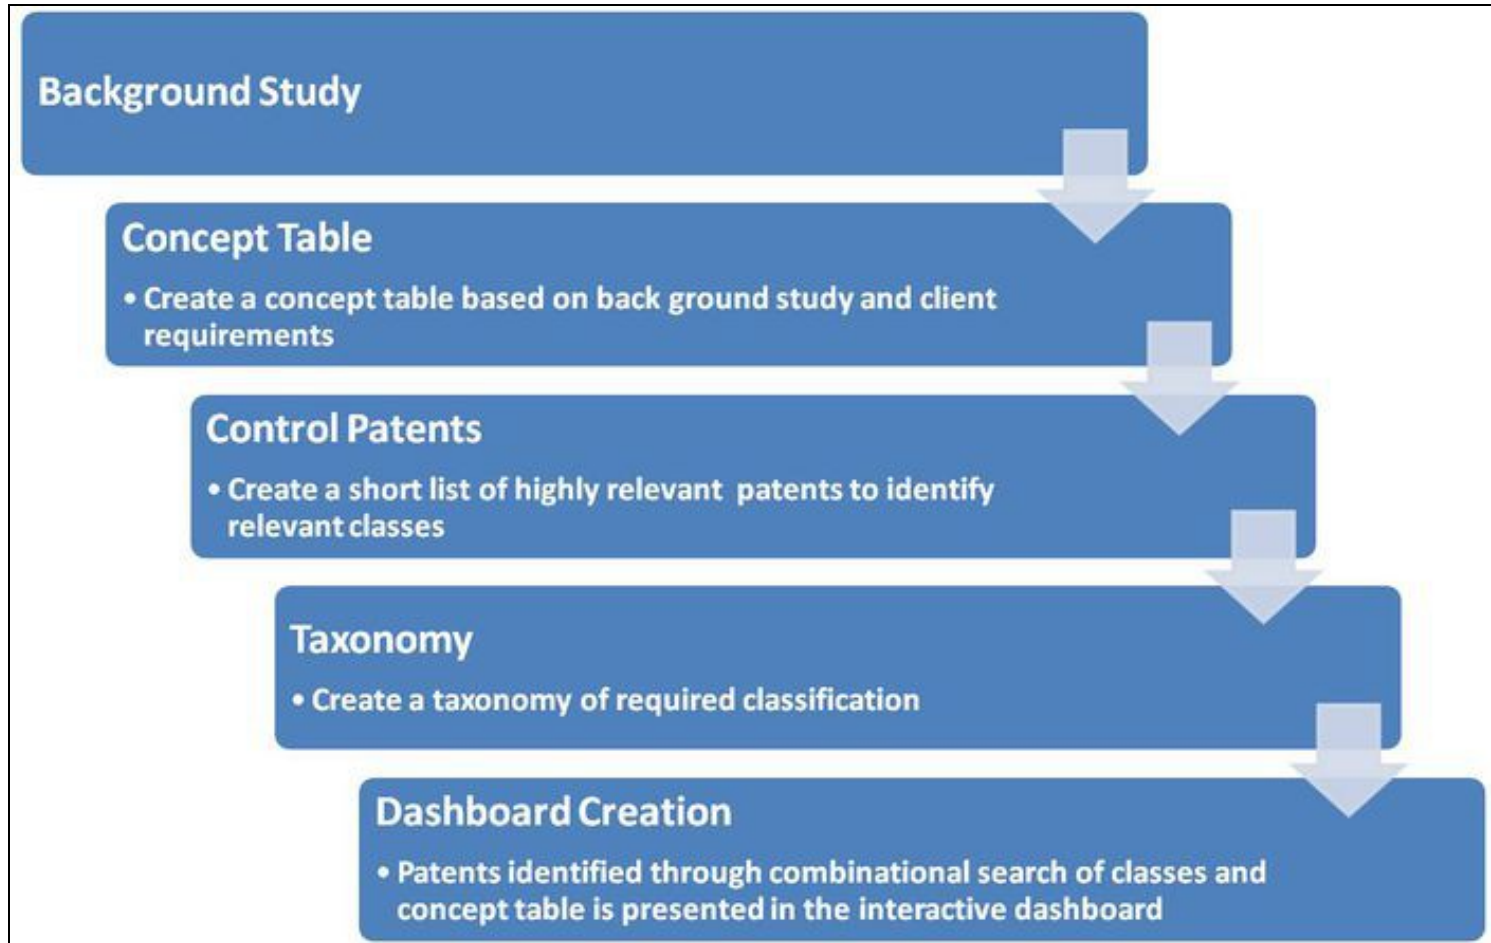 Background Study
Concept Table
• Create a concept table based on back ground study and client
requirements
Control Patents
• Create a short list of highly relevant patents to identify
relevant classes
Taxonomy
• Create a taxonomy of required classification
Dashboard Creation
• Patents identified through combinational search of classes and
concept table is presented in the interactive dashboard